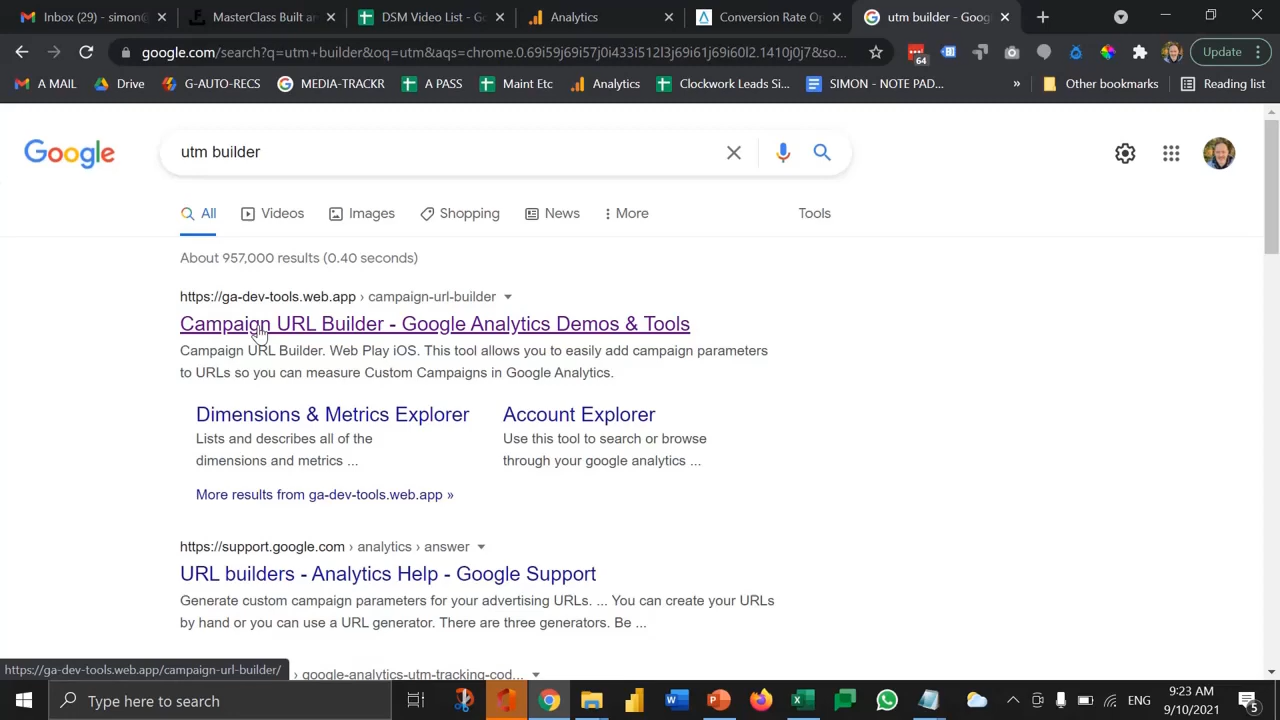 Inbox (29) - simon@
MasterClass Built an
DSM Video List - Go
Analytics
Conversion Rate Op
utm builder - Goog
google.com/search?q=utm+builder&oq=utm&aqs=chrome.0.69i59j69i57j0i433i512l3j69i61j69i60l2.1410j0j7&so...
64
Update
A MAIL
Drive
G-AUTO-RECS
MEDIA-TRACKR
A PASS
Maint Etc
Analytics
Clockwork Leads Si...
SIMON - NOTE PAD...
»
Other bookmarks
Reading list
Google
utm builder
All
Videos
Images
Shopping
News
More
Tools
About 957,000 results (0.40 seconds)
https://ga-dev-tools.web.app › campaign-url-builder
Campaign URL Builder - Google Analytics Demos & Tools
Campaign URL Builder. Web Play iOS. This tool allows you to easily add campaign parameters
to URLs so you can measure Custom Campaigns in Google Analytics.
Dimensions & Metrics Explorer
Lists and describes all of the
dimensions and metrics ...
Account Explorer
Use this tool to search or browse
through your google analytics ...
More results from ga-dev-tools.web.app »
https://support.google.com › analytics › answer
URL builders - Analytics Help - Google Support
Generate custom campaign parameters for your advertising URLs. ... You can create your URLs
by hand or you can use a URL generator. There are three generators. Be ...
› google-analytics-utm-tracking-cod...
https://ga-dev-tools.web.app/campaign-url-builder/
Type here to search
ENG
9:23 AM
9/10/2021
5